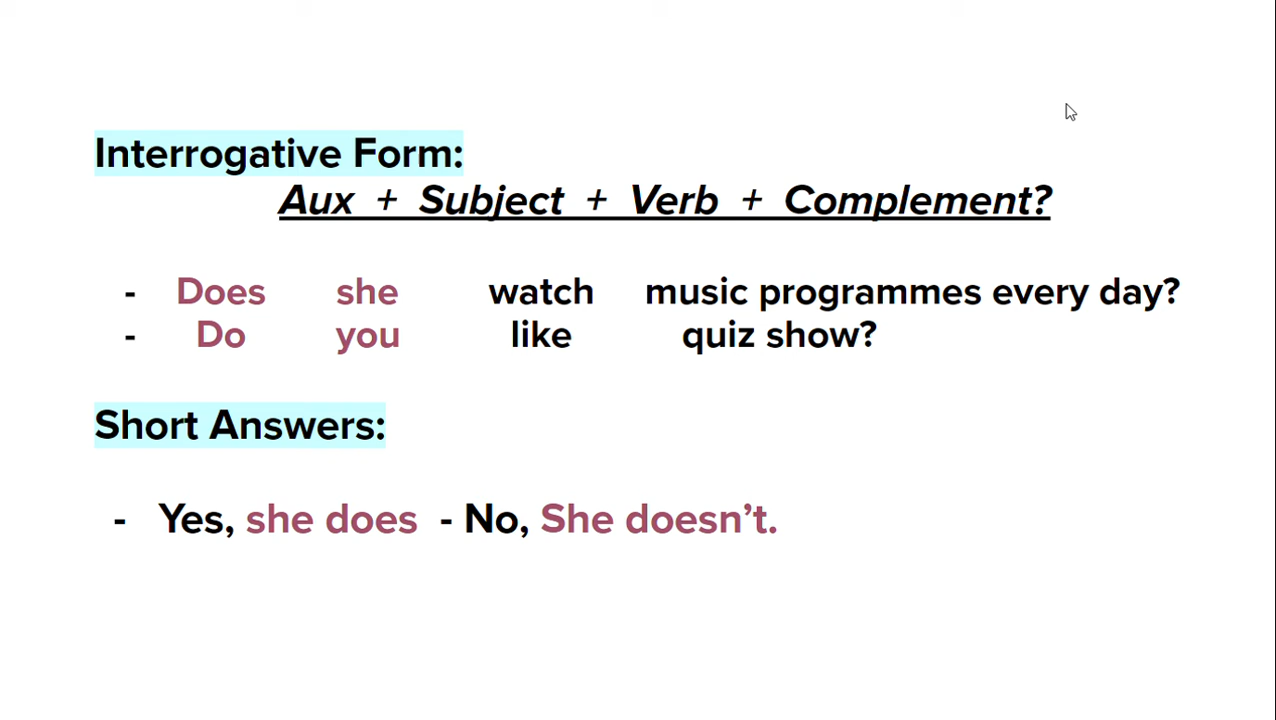 Interrogative Form:
Aux + Subject + Verb + Complement?
- Does she watch music programmes every day?
- Do you like quiz show?
Short Answers:
- Yes, she does - No, She doesn’t.